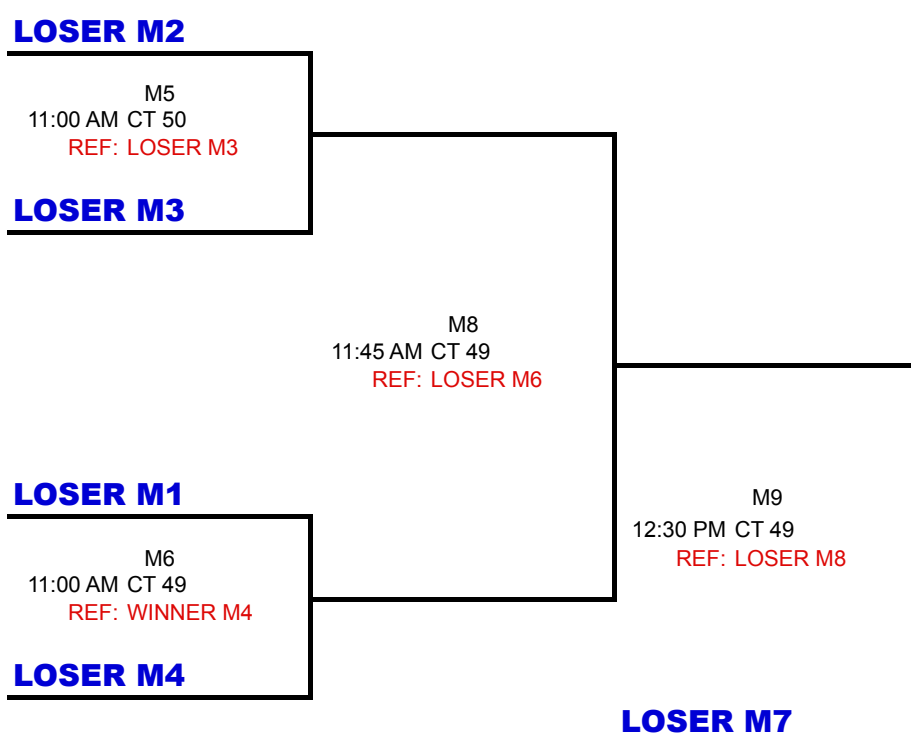 LOSER M2
M5
11:00 AM CT 50
REF: LOSER M3
LOSER M3
M8
11:45 AM CT 49
REF: LOSER M6
LOSER M1
M6
11:00 AM CT 49
REF: WINNER M4
LOSER M4
M9
12:30 PM CT 49
REF: LOSER M8
LOSER M7